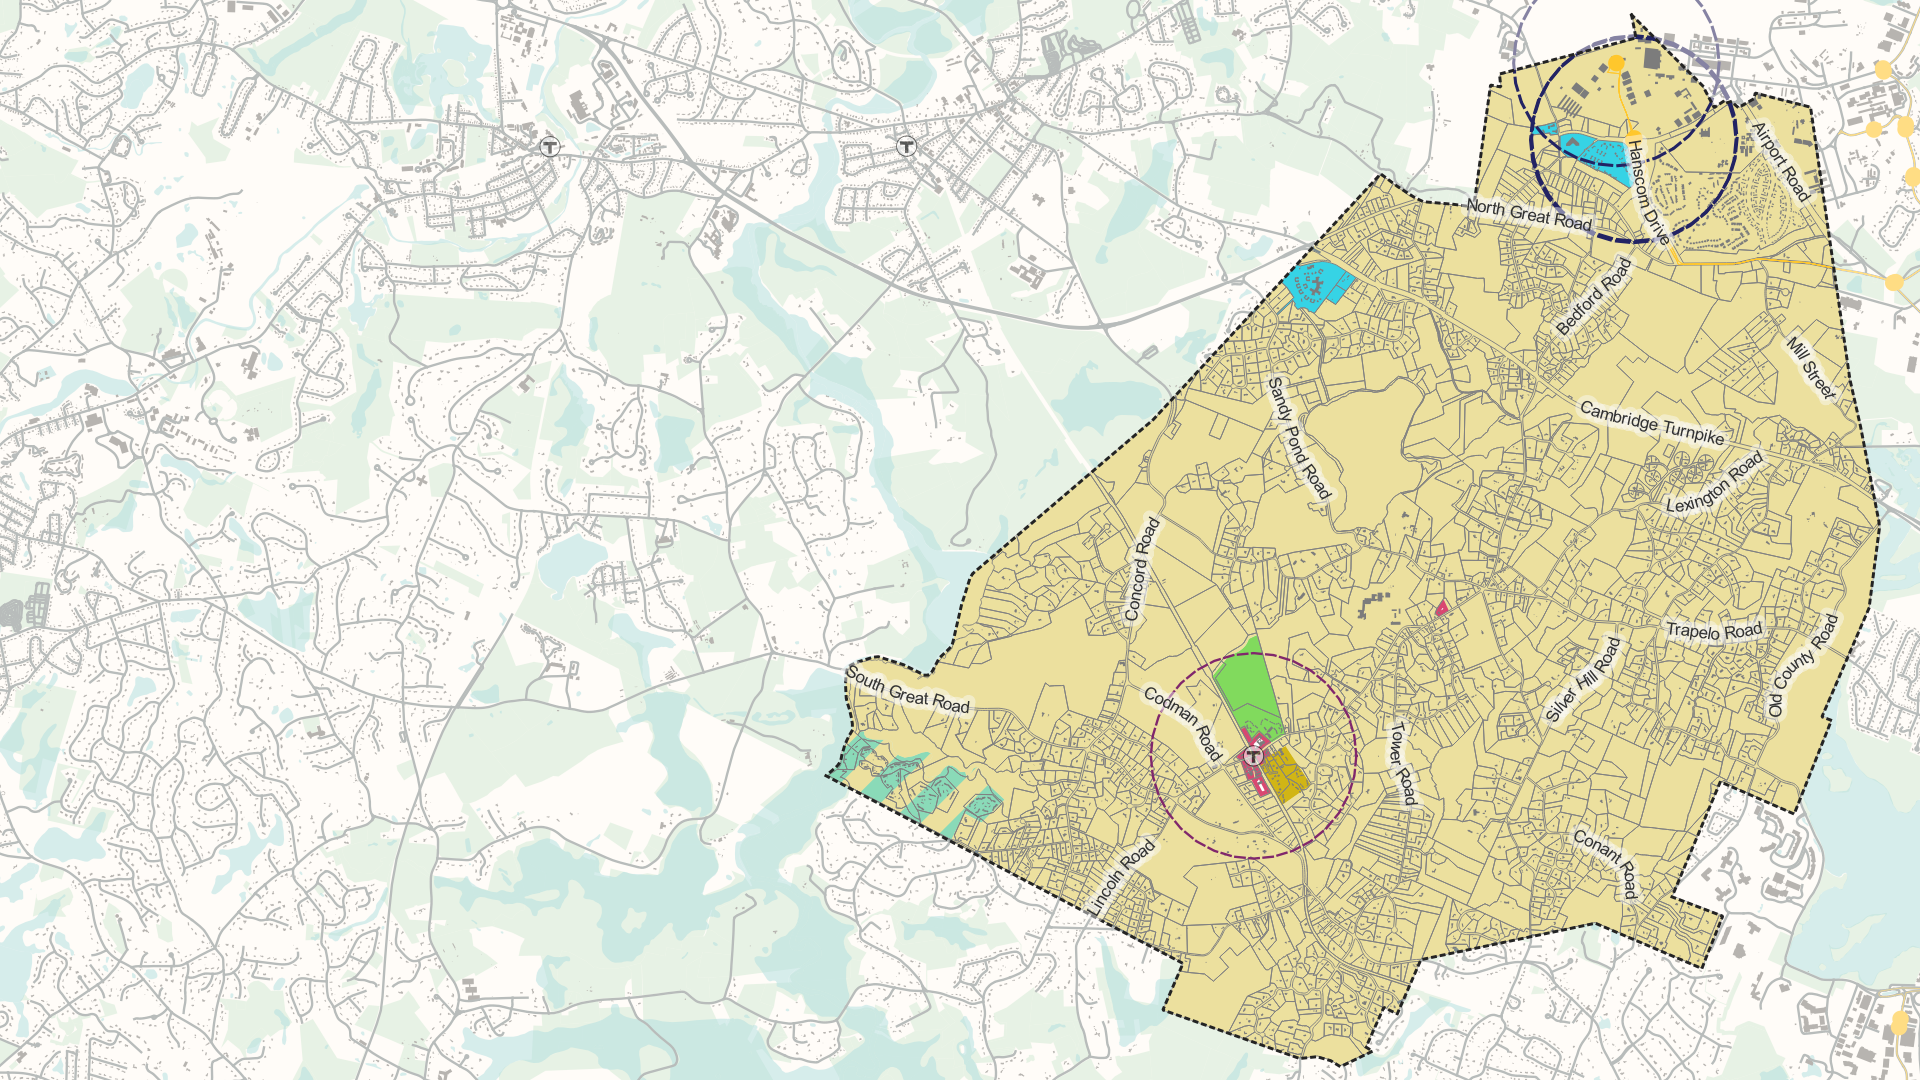 Airport Road
Hanscom Drive
North Great Road
Bedford Road
Mill Street
Sandy Pond Road
Cambridge Turnpike
Lexington Road
Concord Road
Trapelo Road
Old County Road
Silver Hill Road
South Great Road
Codman Road
Tower Road
Lincoln Road
Conant Road
T
T
T